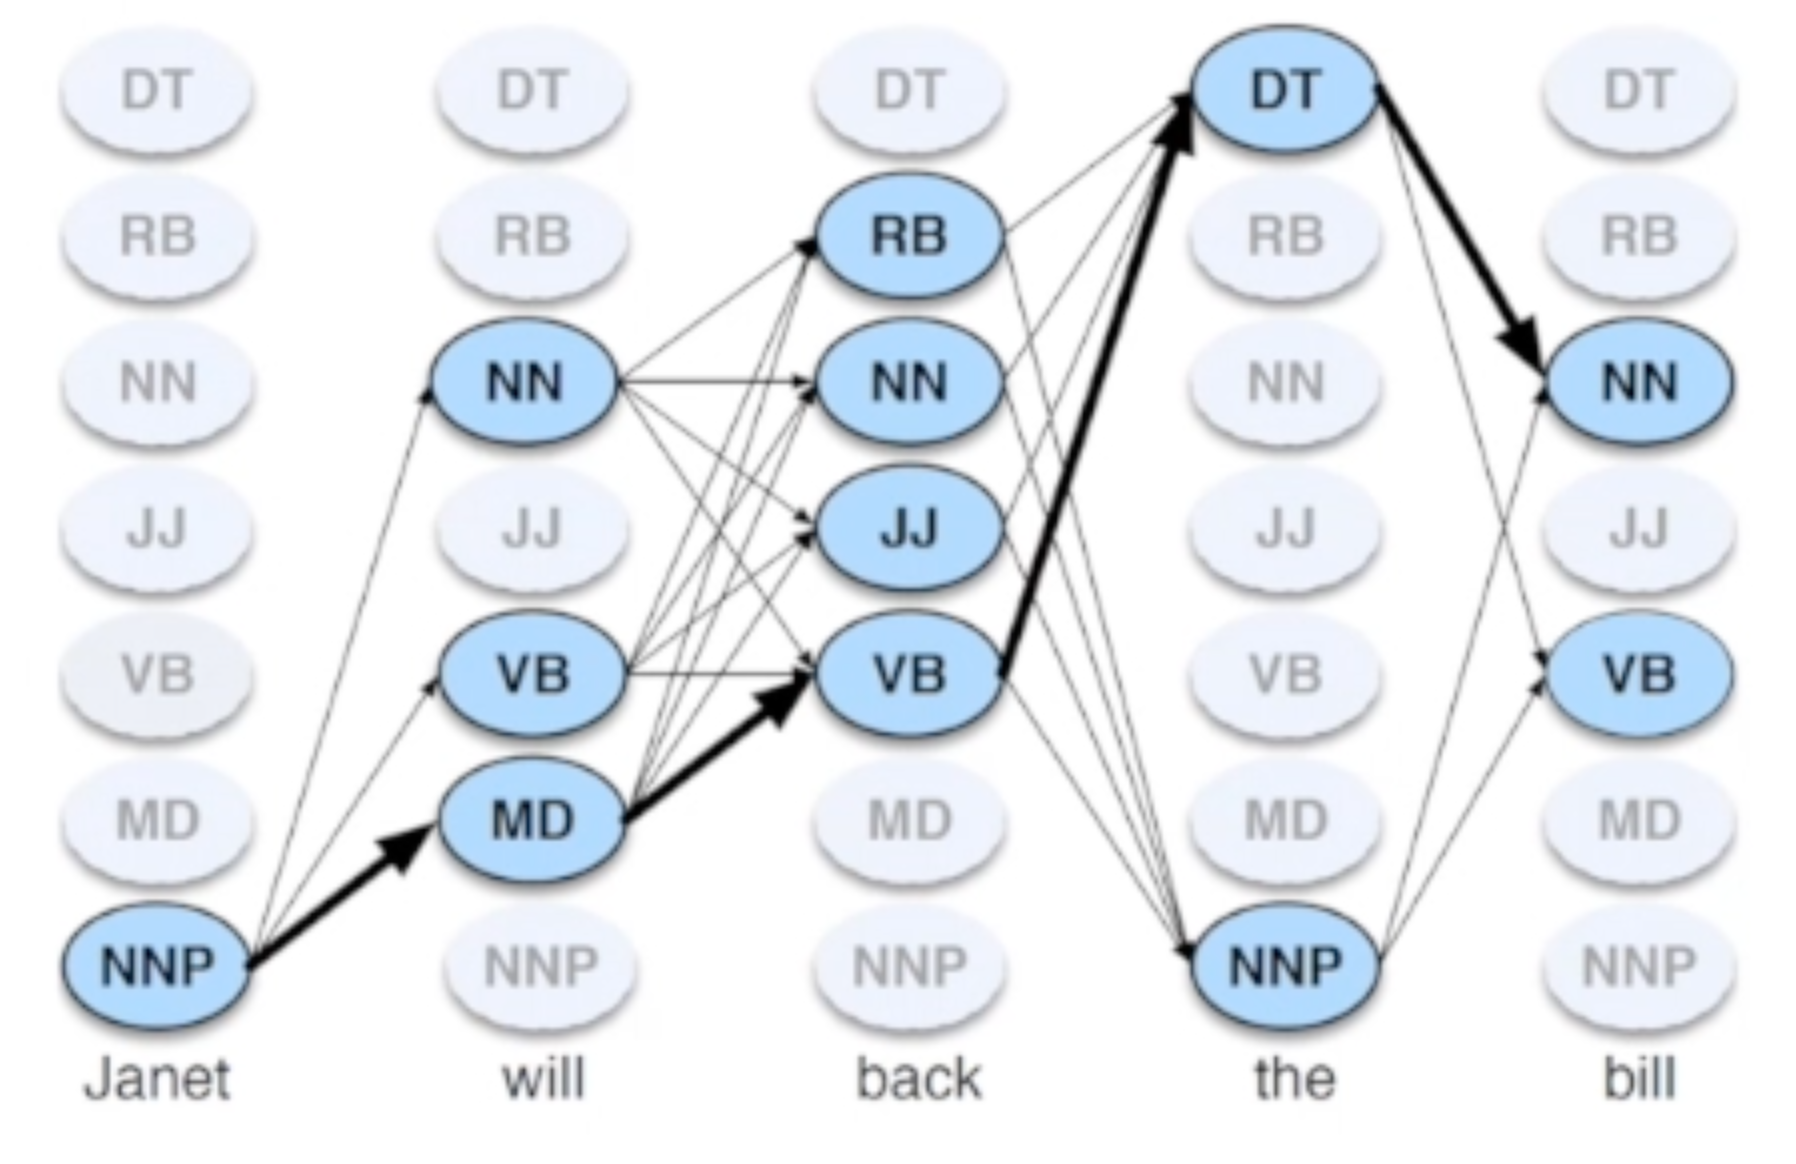 DT DT DT DT DT
RB RB RB RB RB
NN NN NN NN NN
JJ JJ JJ JJ JJ
VB VB VB VB VB
MD MD MD MD MD
NNP NNP NNP NNP NNP
Janet will back the bill